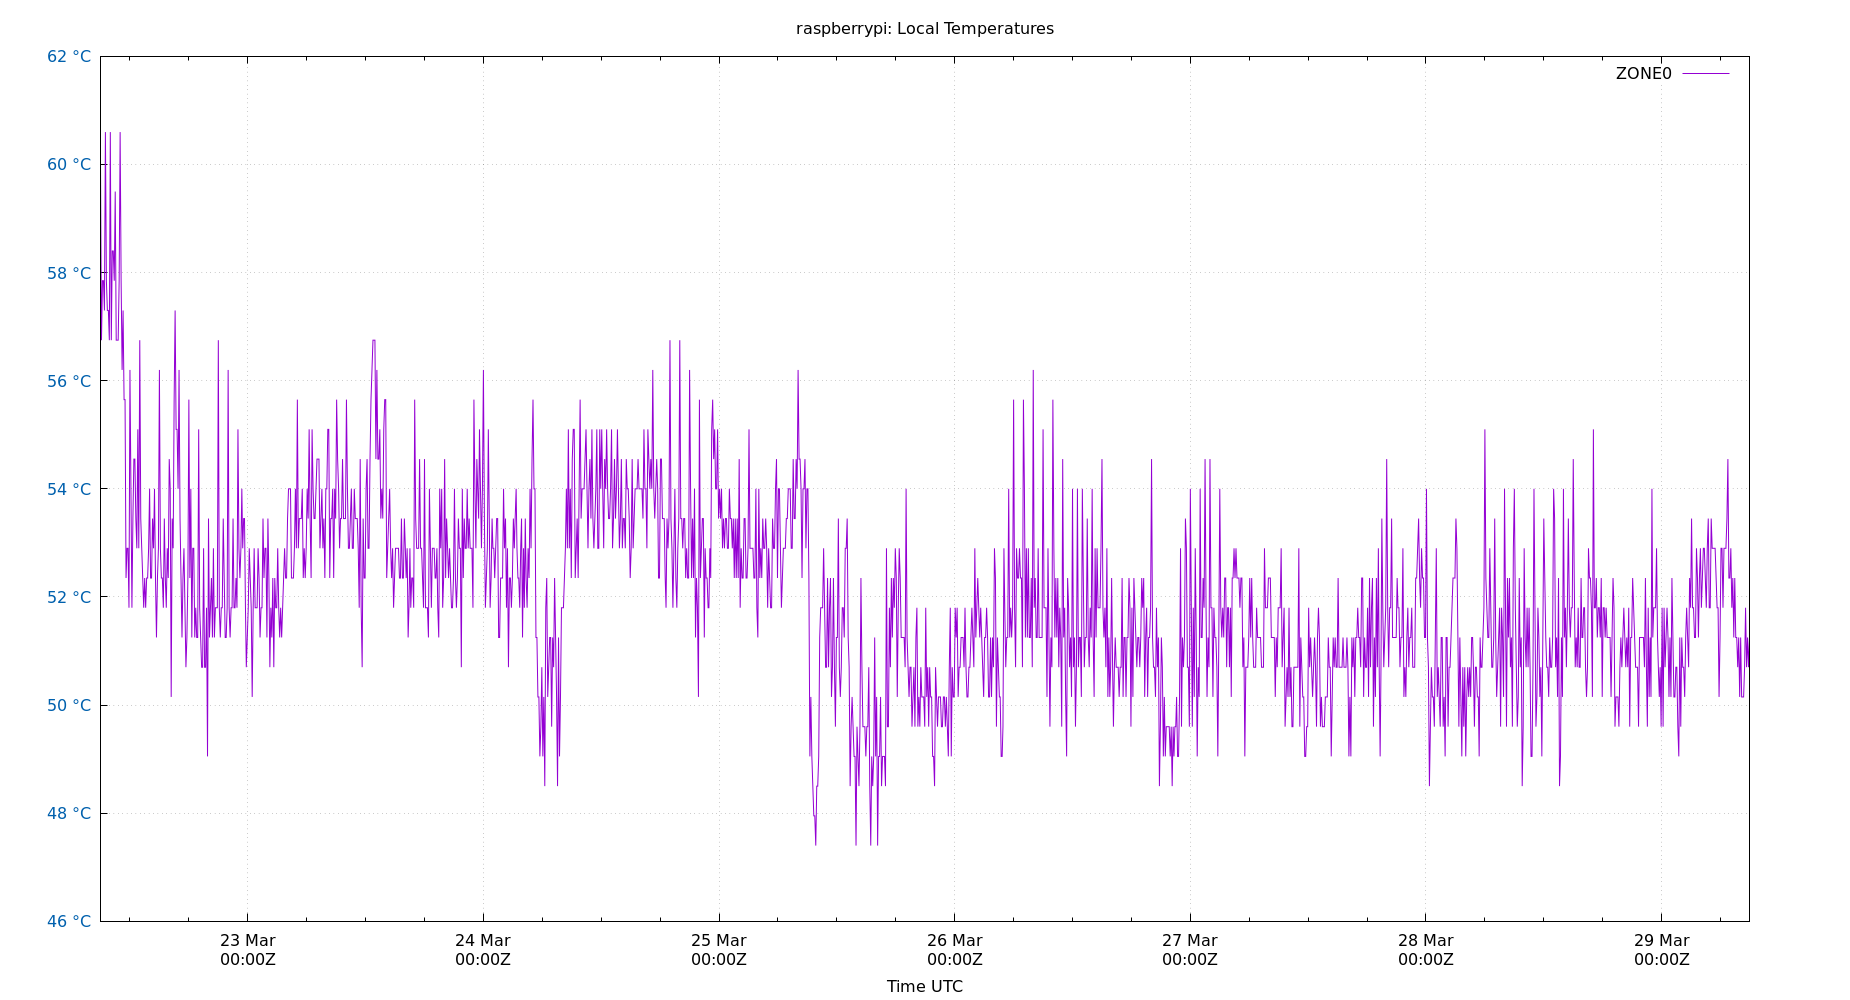 raspberrypi: Local Temperatures
62 °C
ZONE0
60 °C
58 °C
56 °C
54 °C
52 °C
50 °C
48 °C
46 °C
23 Mar 24 Mar 25 Mar 26 Mar 27 Mar 28 Mar 29 Mar
00:00Z 00:00Z 00:00Z 00:00Z 00:00Z 00:00Z 00:00Z
Time UTC